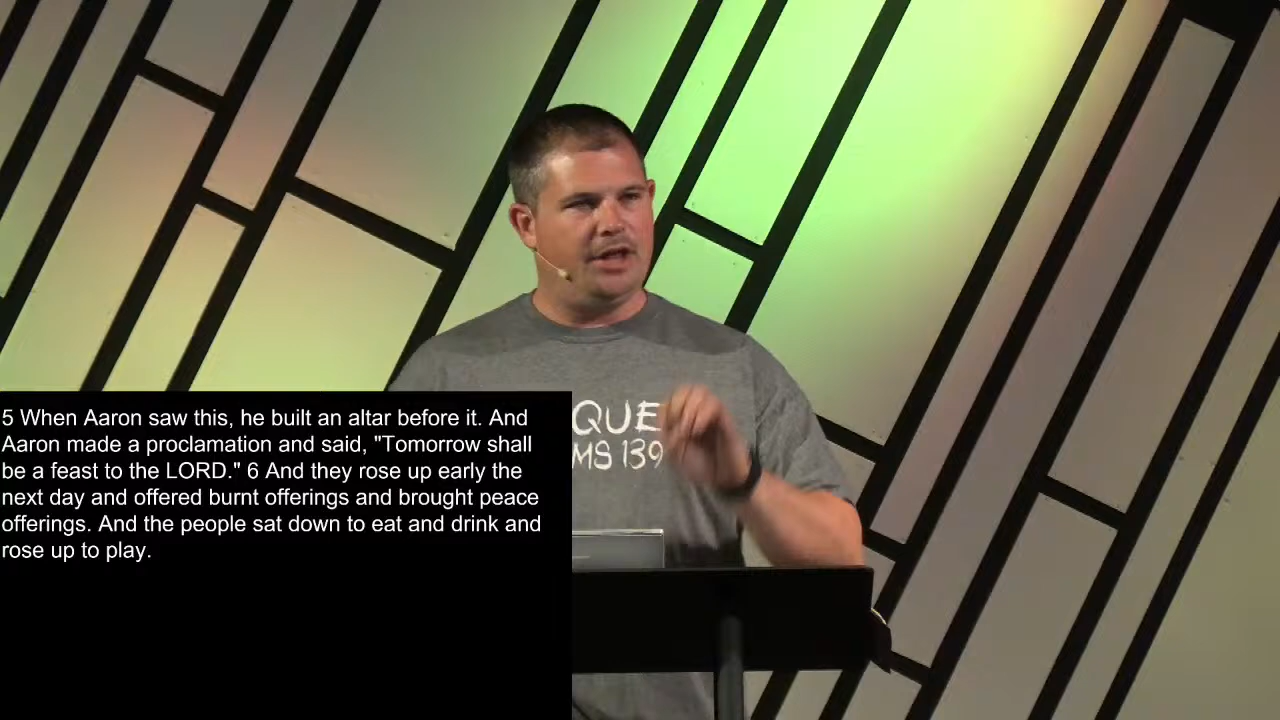 QUE
MS 139
5 When Aaron saw this, he built an altar before it. And
Aaron made a proclamation and said, "Tomorrow shall
be a feast to the LORD." 6 And they rose up early the
next day and offered burnt offerings and brought peace
offerings. And the people sat down to eat and drink and
rose up to play.